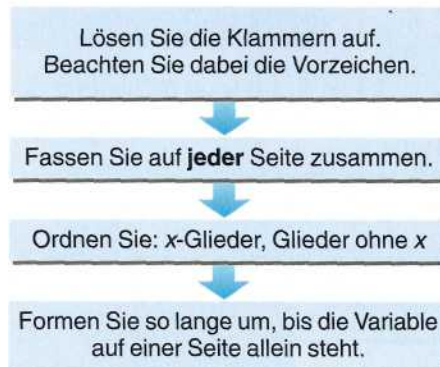 Lösen Sie die Klammern auf.
Beachten Sie dabei die Vorzeichen.
Fassen Sie auf jeder Seite zusammen.
Ordnen Sie: x-Glieder, Glieder ohne x
Formen Sie so lange um, bis die Variable
auf einer Seite allein steht.